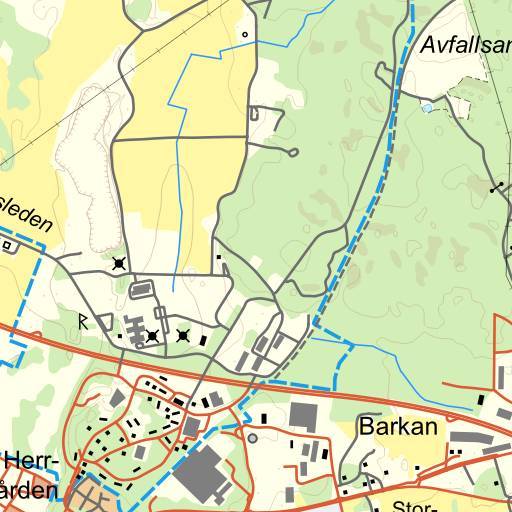 Avfallsan
sleden
Barkan
Herr-
ården
Stor-